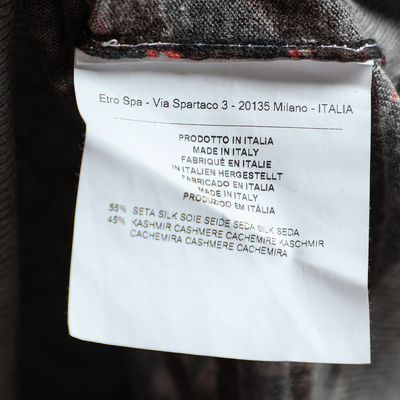 Etro Spa - Via Spartaco 3 - 20135 Milano - ITALIA
PRODOTTO IN ITALIA
MADE IN ITALY
FABRIQUÉ EN ITALIE
IN ITALIEN HERGESTELLT
FABRICADO EN ITALIA
MADE IN ITALY
PRODUZIDO EM ITÁLIA
55% SETA SILK SOIE SEIDE SEDA SILK SEDA
45% KASHMIR CASHMERE CACHEMIRE KASCHMIR
CACHEMIRA CASHMERE CACHEMIRA